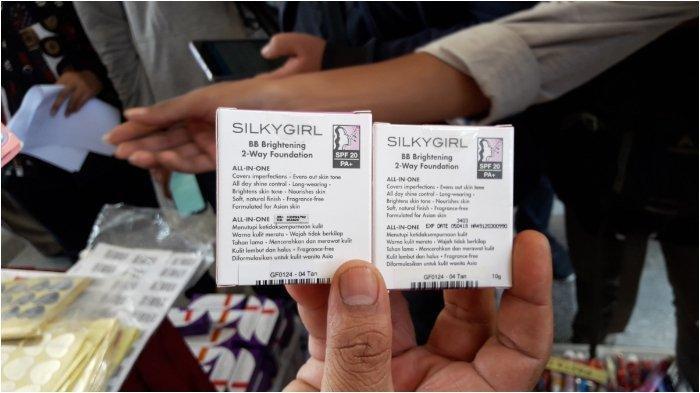 SILKYGIRL
BB Brightening
2-Way Foundation
SPF 20
PA+
ALL-IN-ONE
Covers imperfections • Evens out skin tone
All day shine control • Long-wearing •
Brightens skin tone • Nourishes skin
Soft, natural finish • Fragrance-free
Formulated for Asian skin
ALL-IN-ONE
Menutupi ketidaksempurnaan kulit
Warna kulit merata • Wajah tidak berkilap
Tahan lama • Mencerahkan dan merawat kulit
Kulit lembut dan halus • Fragrance-free
Diformulasikan untuk kulit wanita Asia
GF0124 - 04 Tan
SILKYGIRL
BB Brightening
2-Way Foundation
SPF 20
PA+
ALL-IN-ONE
Covers imperfections • Evens out skin tone
All day shine control • Long-wearing •
Brightens skin tone • Nourishes skin
Soft, natural finish • Fragrance-free
Formulated for Asian skin
3403
ALL-IN-ONE EXP DATE 050419
Menutupi ketidaksempurnaan kulit
Warna kulit merata • Wajah tidak berkilap
Tahan lama • Mencerahkan dan merawat kulit
Kulit lembut dan halus • Fragrance-free
Diformulasikan untuk kulit wanita Asia
GF0124 - 04 Tan
10g